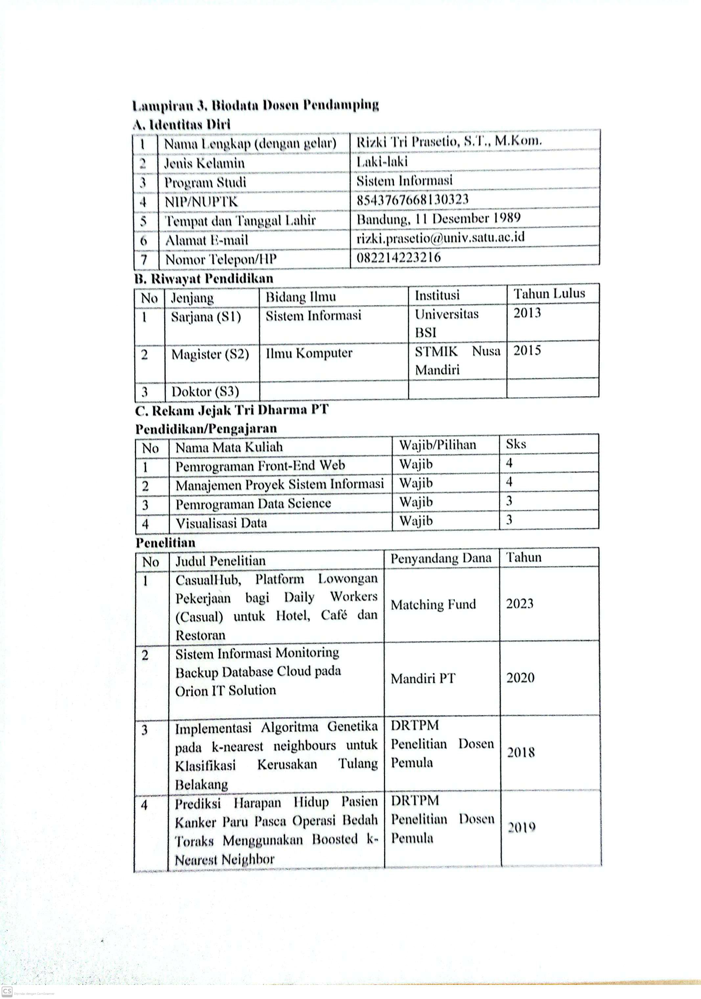 Lampiran 3. Biodata Dosen Pendamping
A. Identitas Diri
1 Nama Lengkap (dengan gelar) Rizki Tri Prasetio, S.T., M.Kom.
2 Jenis Kelamin Laki-laki
3 Program Studi Sistem Informasi
4 NIP/NUPTK 8543767668130323
5 Tempat dan Tanggal Lahir Bandung, 11 Desember 1989
6 Alamat E-mail rizki.prasetio@univ.satu.ac.id
7 Nomor Telepon/HP 082214223216
B. Riwayat Pendidikan
No Jenjang Bidang Ilmu Institusi Tahun Lulus
1 Sarjana (S1) Sistem Informasi Universitas 2013
BSI
2 Magister (S2) Ilmu Komputer STMIK Nusa 2015
Mandiri
3 Doktor (S3)
C. Rekam Jejak Tri Dharma PT
Pendidikan/Pengajaran
No Nama Mata Kuliah Wajib/Pilihan Sks
1 Pemrograman Front-End Web Wajib 4
2 Manajemen Proyek Sistem Informasi Wajib 4
3 Pemrograman Data Science Wajib 3
4 Visualisasi Data Wajib 3
Penelitian
No Judul Penelitian Penyandang Dana Tahun
1 CasualHub, Platform Lowongan
Pekerjaan bagi Daily Workers
(Casual) untuk Hotel, Café dan
Restoran
Matching Fund 2023
2 Sistem Informasi Monitoring
Backup Database Cloud pada
Orion IT Solution
Mandiri PT 2020
3 Implementasi Algoritma Genetika
pada k-nearest neighbours untuk
Klasifikasi Kerusakan Tulang
Belakang
DRTPM
Penelitian Dosen
Pemula
2018
4 Prediksi Harapan Hidup Pasien
Kanker Paru Pasca Operasi Bedah
Toraks Menggunakan Boosted k-
Nearest Neighbor
DRTPM
Penelitian Dosen
Pemula
2019
CS Dipindai dengan CamScanner